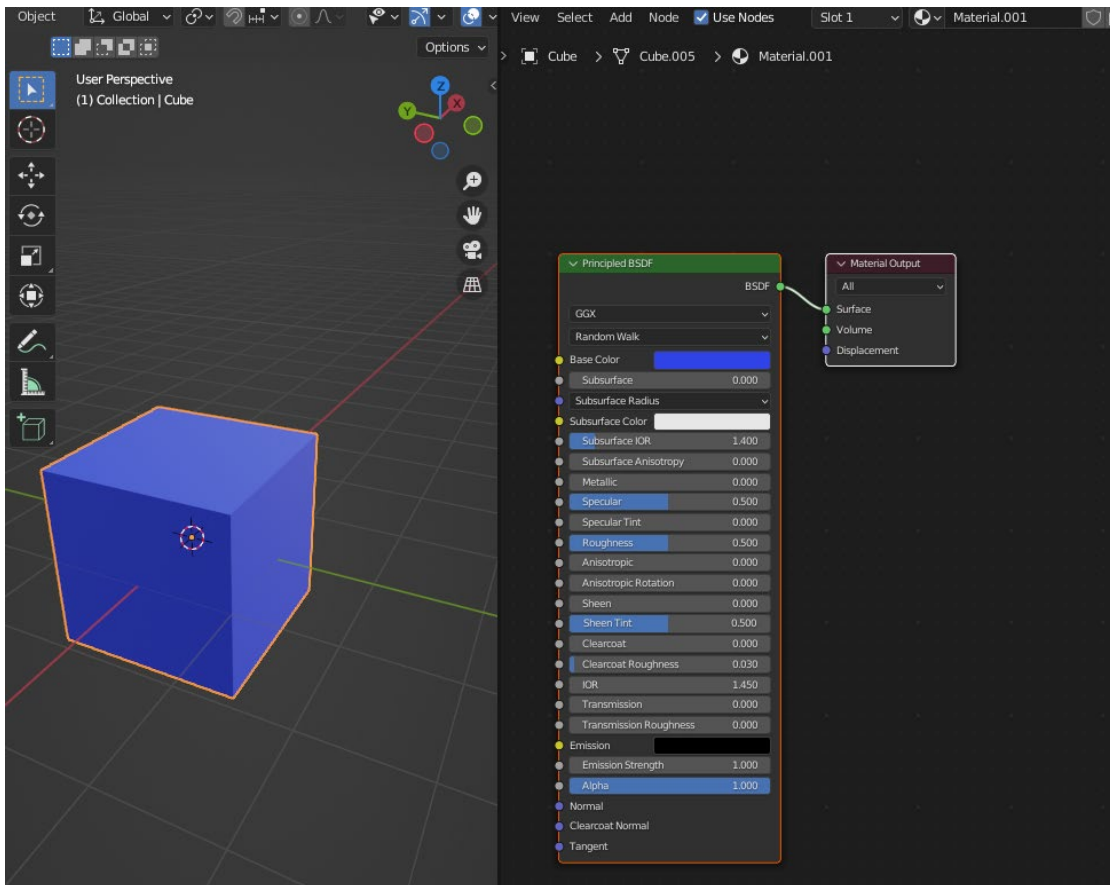 Object Global
Options
User Perspective
(1) Collection | Cube
Z
X
Y
View Select Add Node Use Nodes Slot 1 Material.001
Cube > Cube.005 > Material.001
Principled BSDF
BSDF
GGX
Random Walk
Base Color
Subsurface 0.000
Subsurface Radius
Subsurface Color
Subsurface IOR 1.400
Subsurface Anisotropy 0.000
Metallic 0.000
Specular 0.500
Specular Tint 0.000
Roughness 0.500
Anisotropic 0.000
Anisotropic Rotation 0.000
Sheen 0.000
Sheen Tint 0.500
Clearcoat 0.000
Clearcoat Roughness 0.030
IOR 1.450
Transmission 0.000
Transmission Roughness 0.000
Emission
Emission Strength 1.000
Alpha 1.000
Normal
Clearcoat Normal
Tangent
Material Output
All
Surface
Volume
Displacement